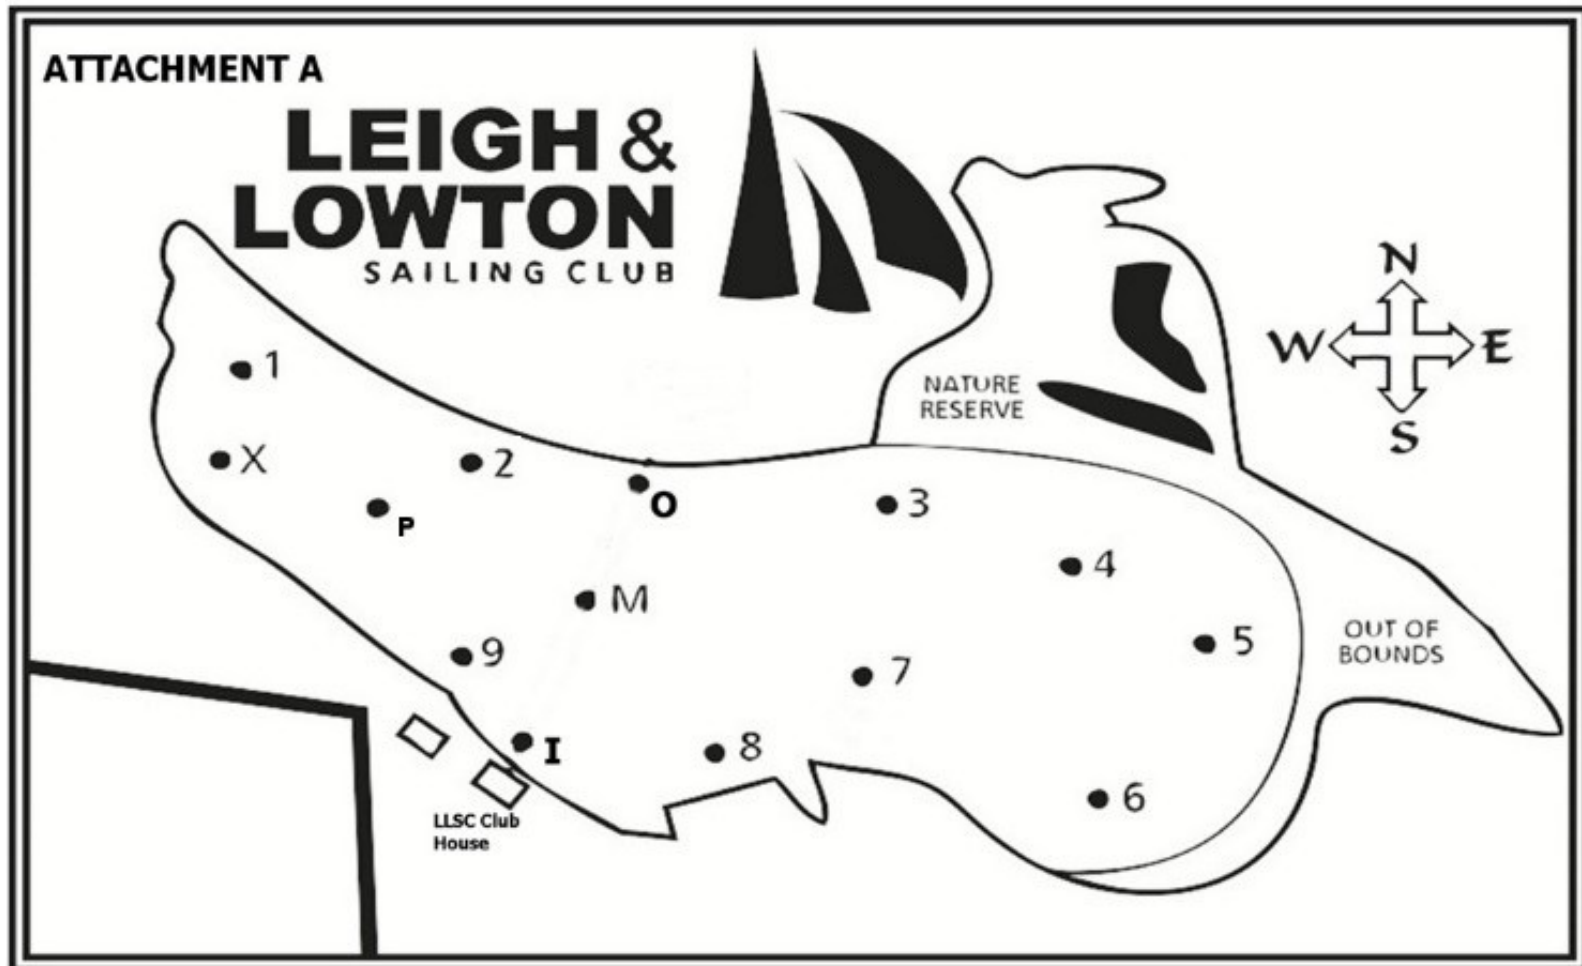 ATTACHMENT A
LEIGH &
LOWTON
SAILING CLUB
N
W E
S
NATURE
RESERVE
1
X
2
P
O
3
4
M
5
OUT OF
BOUNDS
9
7
I
8
6
LLSC Club
House